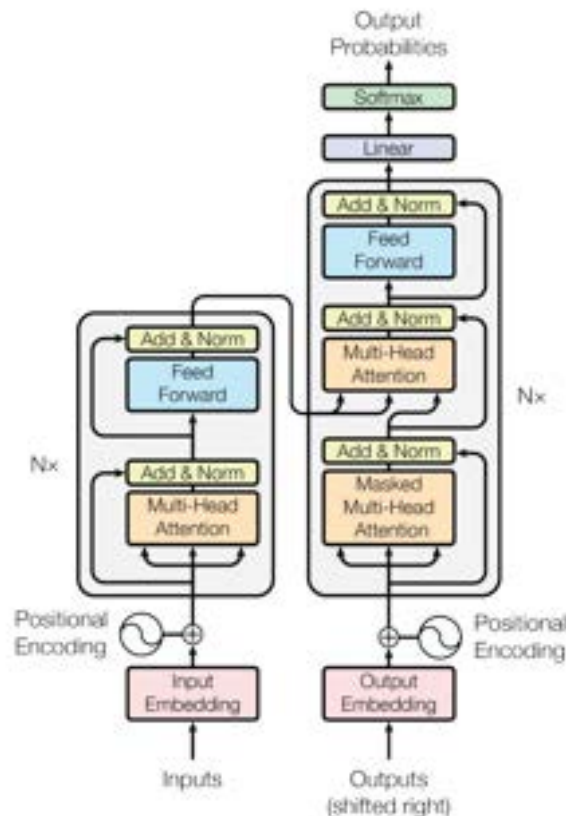 Output
Probabilities
Softmax
Linear
Add & Norm
Feed
Forward
Add & Norm
Multi-Head
Attention
Add & Norm
Masked
Multi-Head
Attention
Nx
Add & Norm
Feed
Forward
Nx
Add & Norm
Multi-Head
Attention
Positional
Encoding
Positional
Encoding
Input
Embedding
Output
Embedding
Inputs
Outputs
(shifted right)